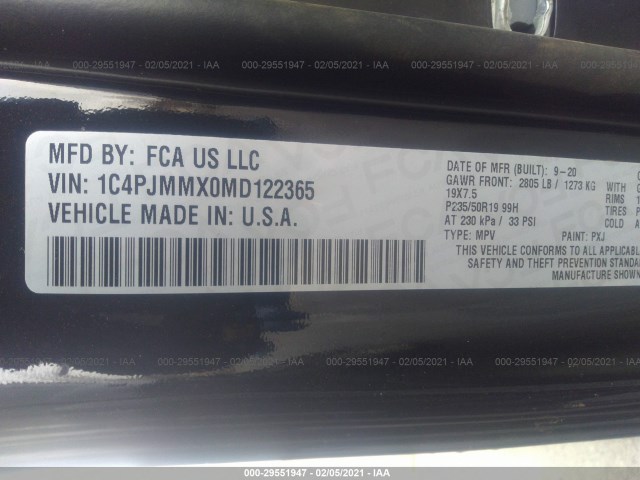 000-29551947 - 02/05/2021 - IAA
000-29551947 - 02/05/2021 - IAA
000-29551947 - 02/05/2021 - IAA
MFD BY: FCA US LLC
VIN: 1C4PJMMX0MD122365
VEHICLE MADE IN: U.S.A.
DATE OF MFR (BUILT): 9-20
GAWR FRONT: 2805 LB / 1273 KG
19X7.5
P235/50R19 99H
AT 230 kPa / 33 PSI
TYPE: MPV PAINT: PXJ
THIS VEHICLE CONFORMS TO ALL
SAFETY AND THEFT PREVENTION STANDA
MANUFACTURE SHOWN
RIMS
TIRES
COLD
000-29551947 - 02/05/2021 - IAA
000-29551947 - 02/05/2021 - IAA
000-29551947 - 02/05/2021 - IAA
000-29551947 - 02/05/2021 - IAA